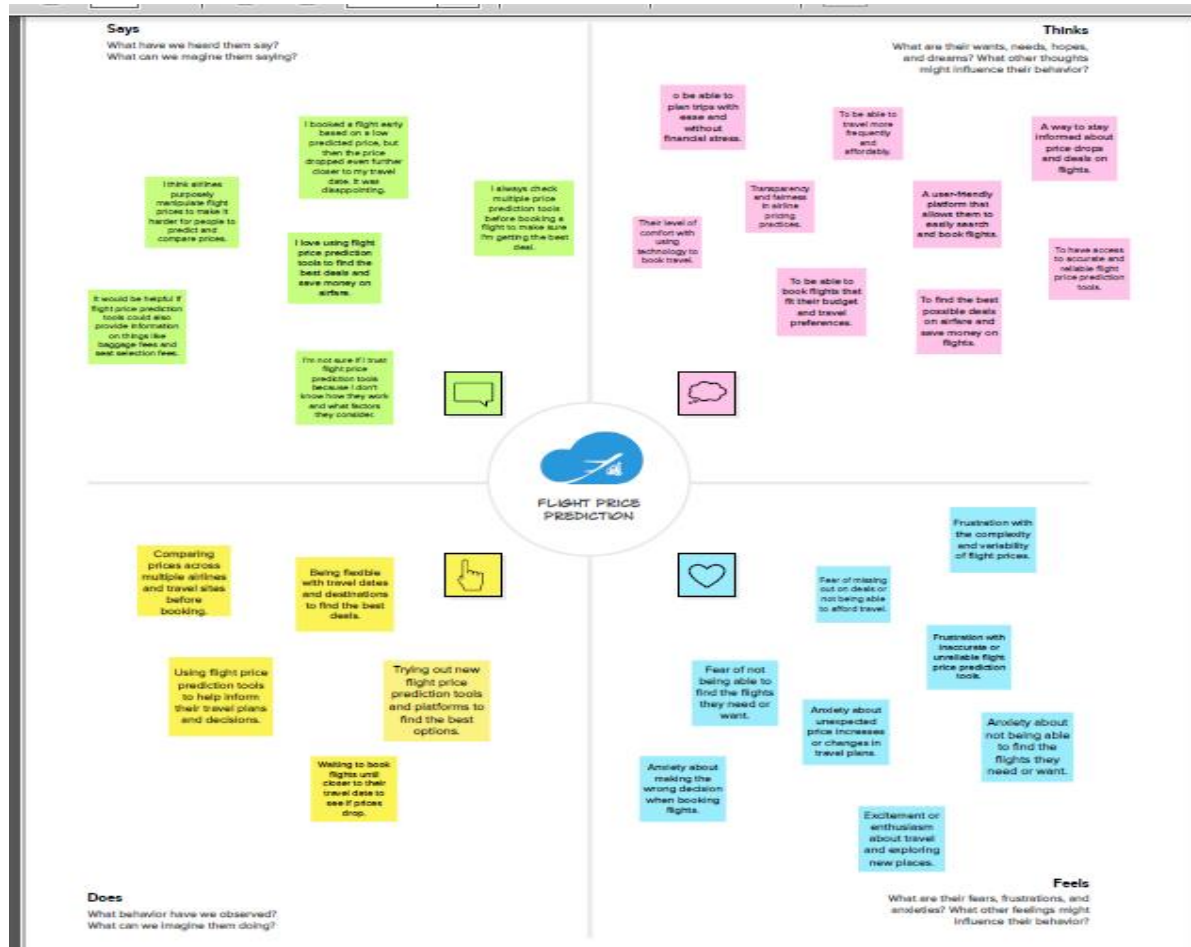 Says
What have we heard them say?
What can we magine them saying?
I booked a flight early
based on a low
predicted price, but
then the price
dropped even further
closer to my travel
date. It was
disappointing.
I think airlines
purposely
manipulate flight
prices to make it
harder for people to
predict and
compare prices.
I always check
multiple price
prediction tools
before booking a
flight to make sure
I'm getting the best
deal.
I love using flight
price prediction
tools to find the
best deals and
save money on
airfare.
It would be helpful if
flight price prediction
tools could also
provide information
on things like
baggage fees and
seat selection fees.
I'm not sure if I trust
flight price
prediction tools
because I don't
know how they work
and what factors
they consider.
Thinks
What are their wants, needs, hopes,
and dreams? What other thoughts
might influence their behavior?
o be able to
plan trips with
ease and
without
financial stress.
To be able to
travel more
frequently
and
affordably.
A way to stay
informed about
price drops
and deals on
flights.
Transparency
and fairness
in airline
pricing
practices.
A user-friendly
platform that
allows them to
easily search
and book flights.
Their level of
comfort with
using
technology to
book travel.
To have access
to accurate and
reliable flight
price prediction
tools.
To be able to
book flights that
fit their budget
and travel
preferences.
To find the best
possible deals
on airfare and
save money on
flights.
FLIGHT PRICE
PREDICTION
Comparing
prices across
multiple airlines
and travel sites
before
booking.
Being flexible
with travel dates
and destinations
to find the best
deals.
Using flight price
prediction tools
to help inform
their travel plans
and decisions.
Trying out new
flight price
prediction tools
and platforms to
find the best
options.
Waiting to book
flights until
closer to their
travel date to
see if prices
drop.
Does
What behavior have we observed?
What can we imagine them doing?
Frustration with
the complexity
and variability
of flight prices.
Fear of missing
out on deals or
not being able
to afford travel.
Frustration with
inaccurate or
unreliable flight
price prediction
tools.
Fear of not
being able to
find the flights
they need or
want.
Anxiety about
unexpected
price increases
or changes in
travel plans.
Anxiety about
not being able
to find the
flights they
need or want.
Anxiety about
making the
wrong decision
when booking
flights.
Excitement or
enthusiasm
about travel
and exploring
new places.
Feels
What are their fears, frustrations, and
anxieties? What other feelings might
influence their behavior?